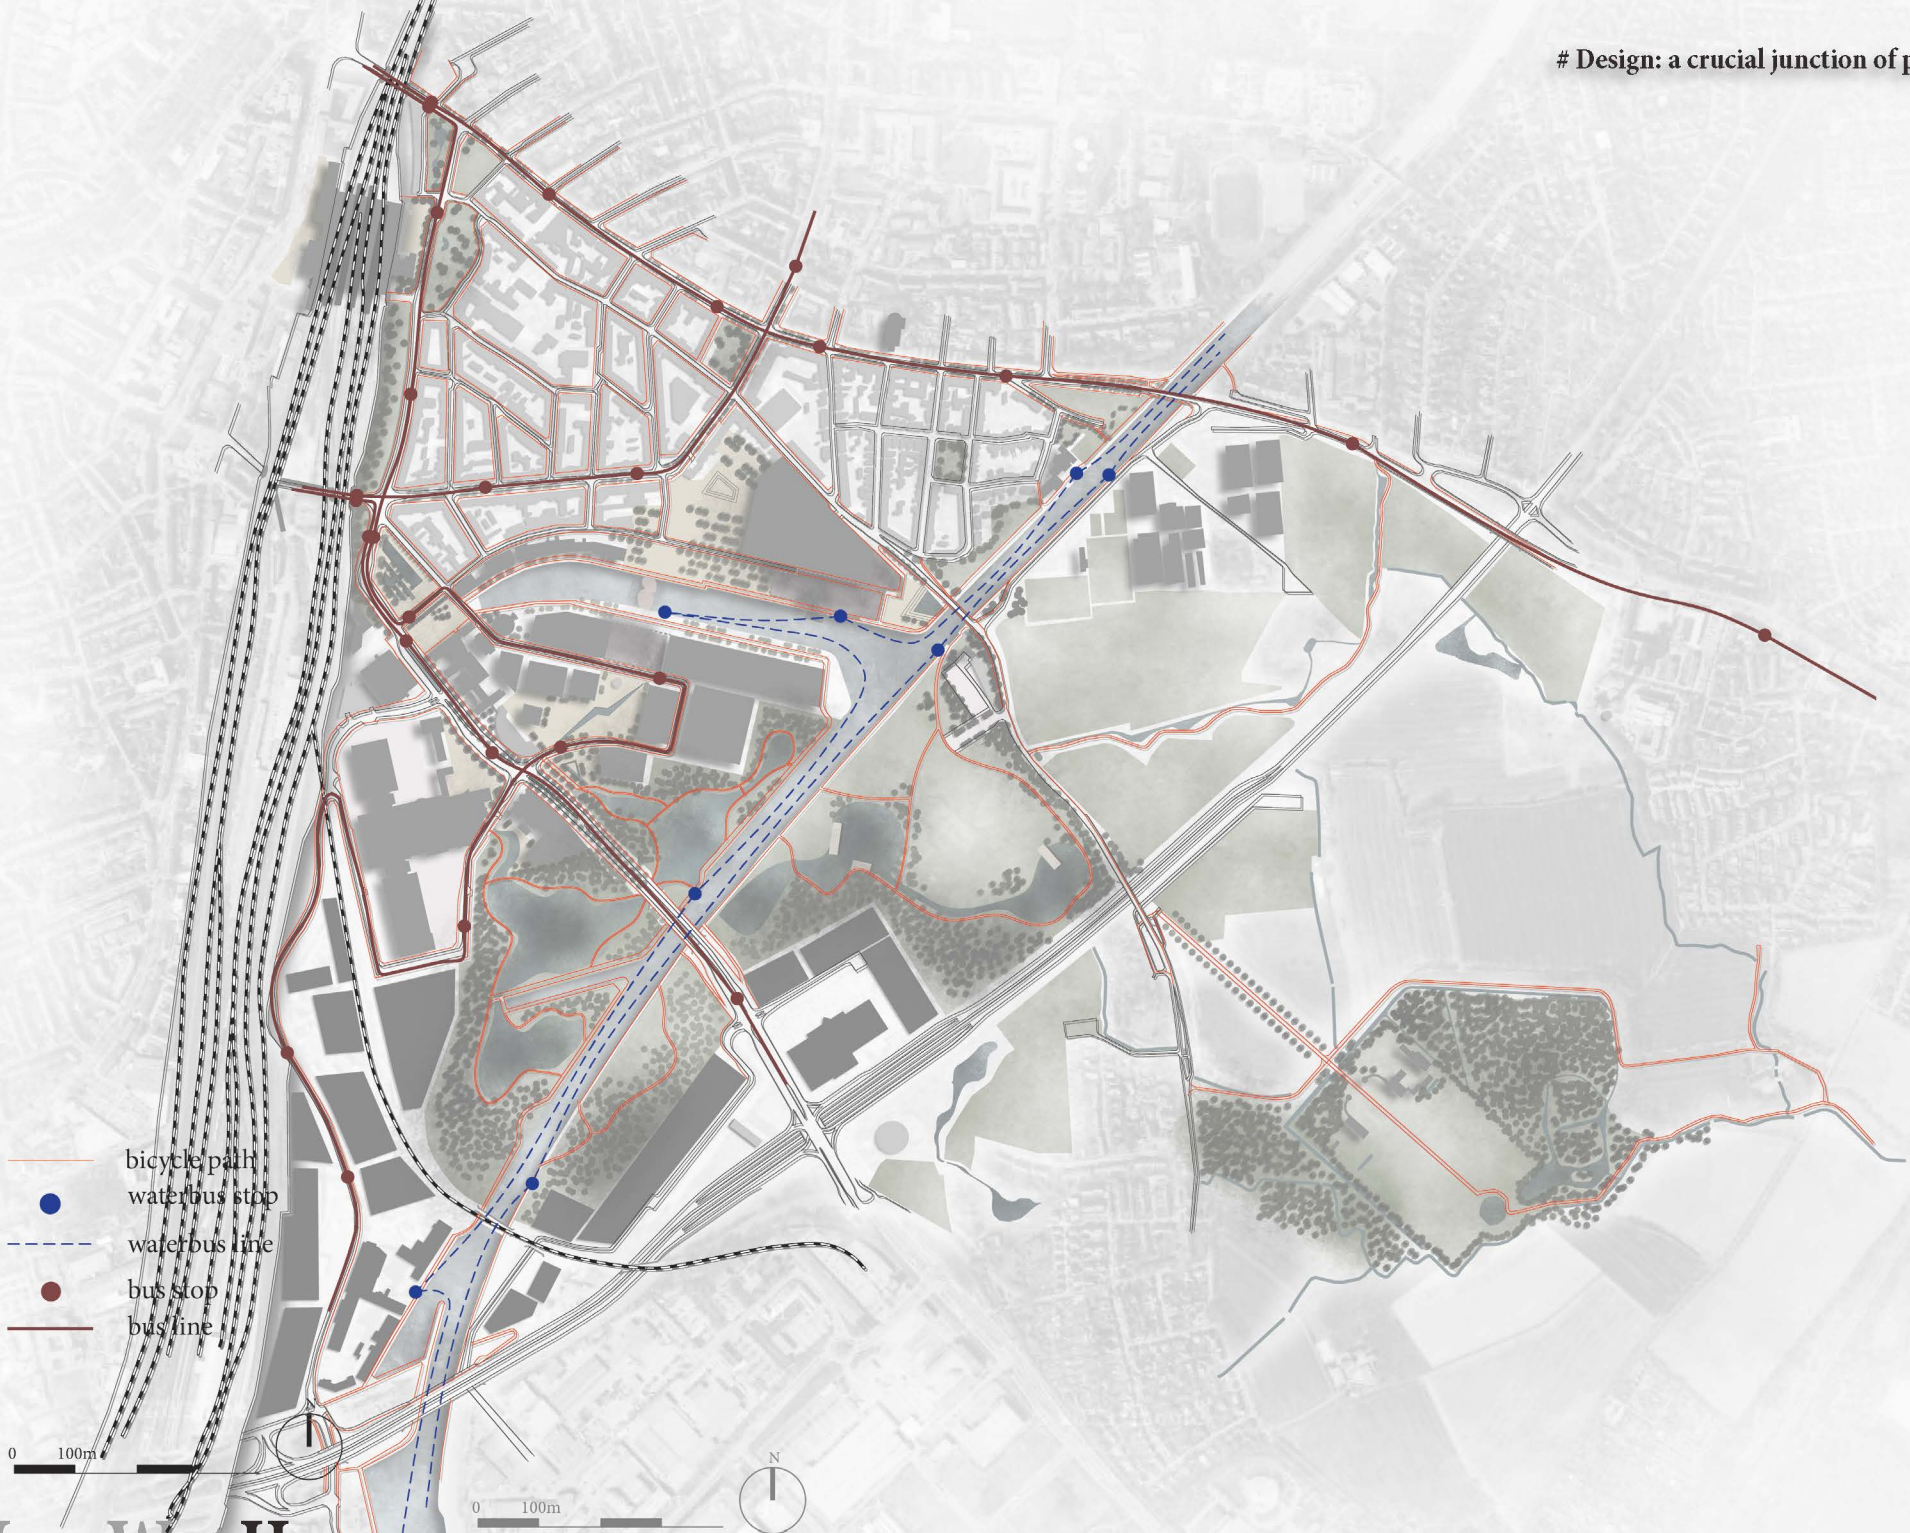 # Design: a crucial junction of p
bicycle path
waterbus stop
waterbus line
bus stop
bus line
N
0 100m
N
0 100m
W H